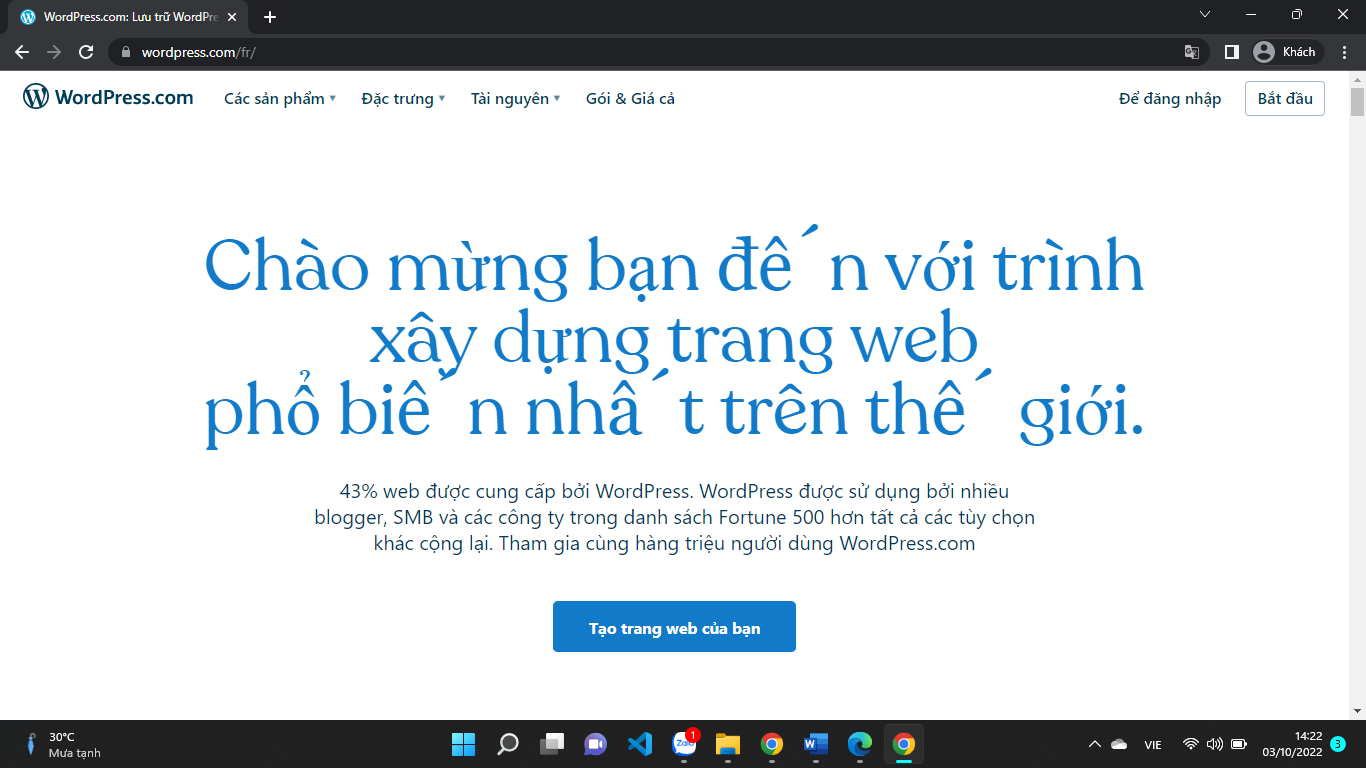 WordPress.com: Lưu trữ WordPre
wordpress.com/fr/
Khách
WordPress.com
Các sản phẩm
Đặc trưng
Tài nguyên
Gói & Giá cả
Để đăng nhập
Bắt đầu
Chào mừng bạn đến với trình
xây dựng trang web
phổ biến nhất trên thế giới.
43% web được cung cấp bởi WordPress. WordPress được sử dụng bởi nhiều
blogger, SMB và các công ty trong danh sách Fortune 500 hơn tất cả các tùy chọn
khác cộng lại. Tham gia cùng hàng triệu người dùng WordPress.com
Tạo trang web của bạn
30°C
Mưa tạnh
Zalo
1
VIE
14:22
03/10/2022
3